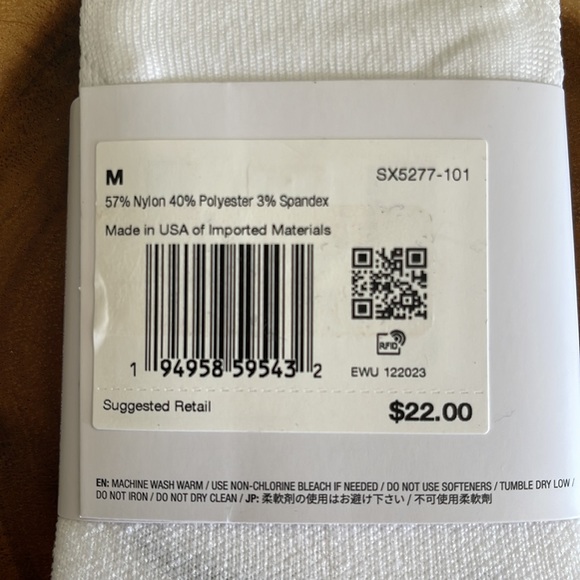 M SX5277-101
57% Nylon 40% Polyester 3% Spandex
Made in USA of Imported Materials
1 94958 59543 2
RFID
EWU 122023
Suggested Retail $22.00
EN: MACHINE WASH WARM / USE NON-CHLORINE BLEACH IF NEEDED / DO NOT USE SOFTENERS / TUMBLE DRY LOW /
DO NOT IRON / DO NOT DRY CLEAN / JP: 柔軟剤の使用はお避け下さい / 不可使用柔軟劑